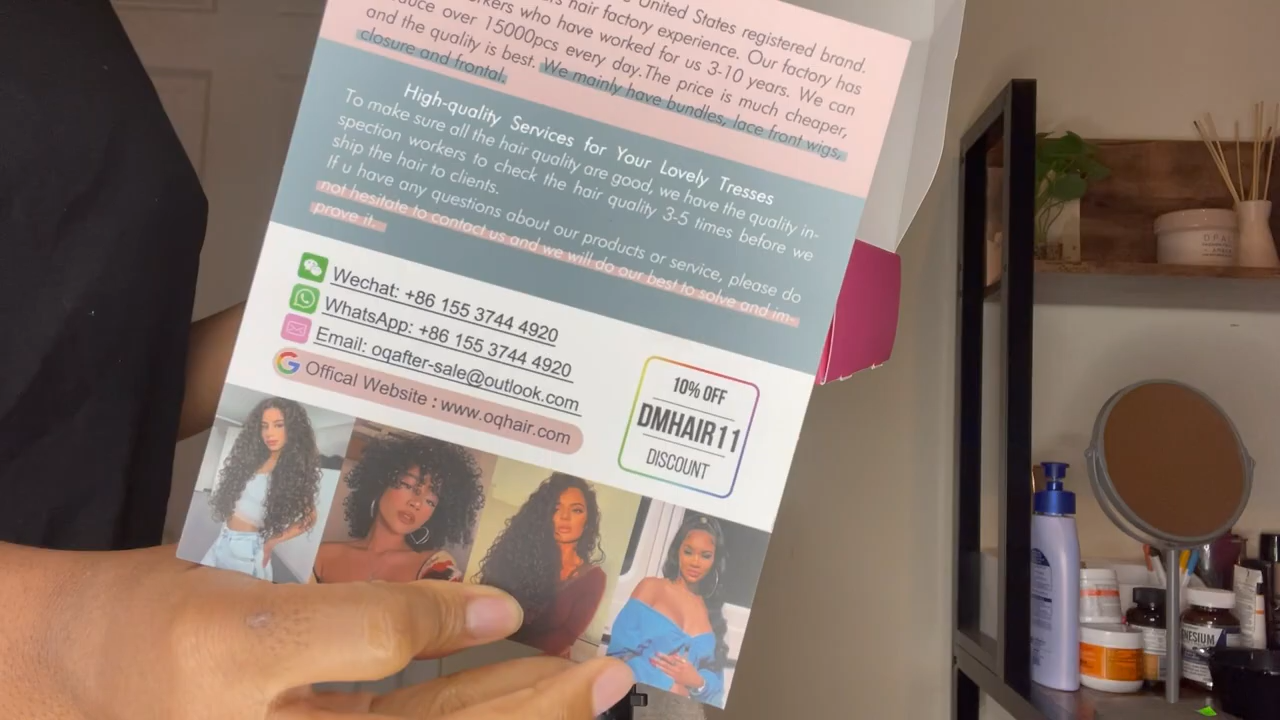 United States registered brand.
hair factory experience. Our factory has
who have worked for us 3-10 years. We can
over 15000pcs every day.The price is much cheaper,
and the quality is best. We mainly have bundles, lace front wigs,
closure and frontal.
High-quality Services for Your Lovely Tresses
To make sure all the hair quality are good, we have the quality in-
spection workers to check the hair quality 3-5 times before we
ship the hair to clients.
If u have any questions about our products or service, please do
not hesitate to contact us and we will do our best to solve and im-
prove it.
Wechat: +86 155 3744 4920
WhatsApp: +86 155 3744 4920
Email: oqafter-sale@outlook.com
Offical Website : www.oqhair.com
10% OFF
DMHAIR11
DISCOUNT
OPAL